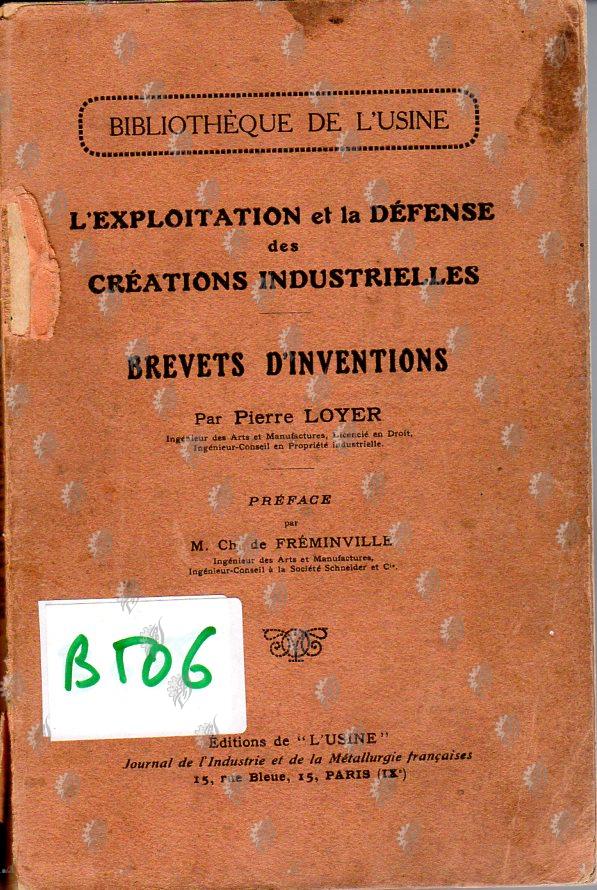 BIBLIOTHÈQUE DE L'USINE
L'EXPLOITATION et la DÉFENSE
des
CRÉATIONS INDUSTRIELLES
BREVETS D'INVENTIONS
Par Pierre LOYER
Ingénieur des Arts et Manufactures, Licencié en Droit,
Ingénieur-Conseil en Propriété industrielle.
PRÉFACE
par
M. Ch. de FRÉMINVILLE
Ingénieur des Arts et Manufactures,
Ingénieur-Conseil à la Société Schneider et Cie.
B506
Éditions de "L'USINE"
Journal de l'Industrie et de la Métallurgie françaises
15, rue Bleue, 15, PARIS (IXe)